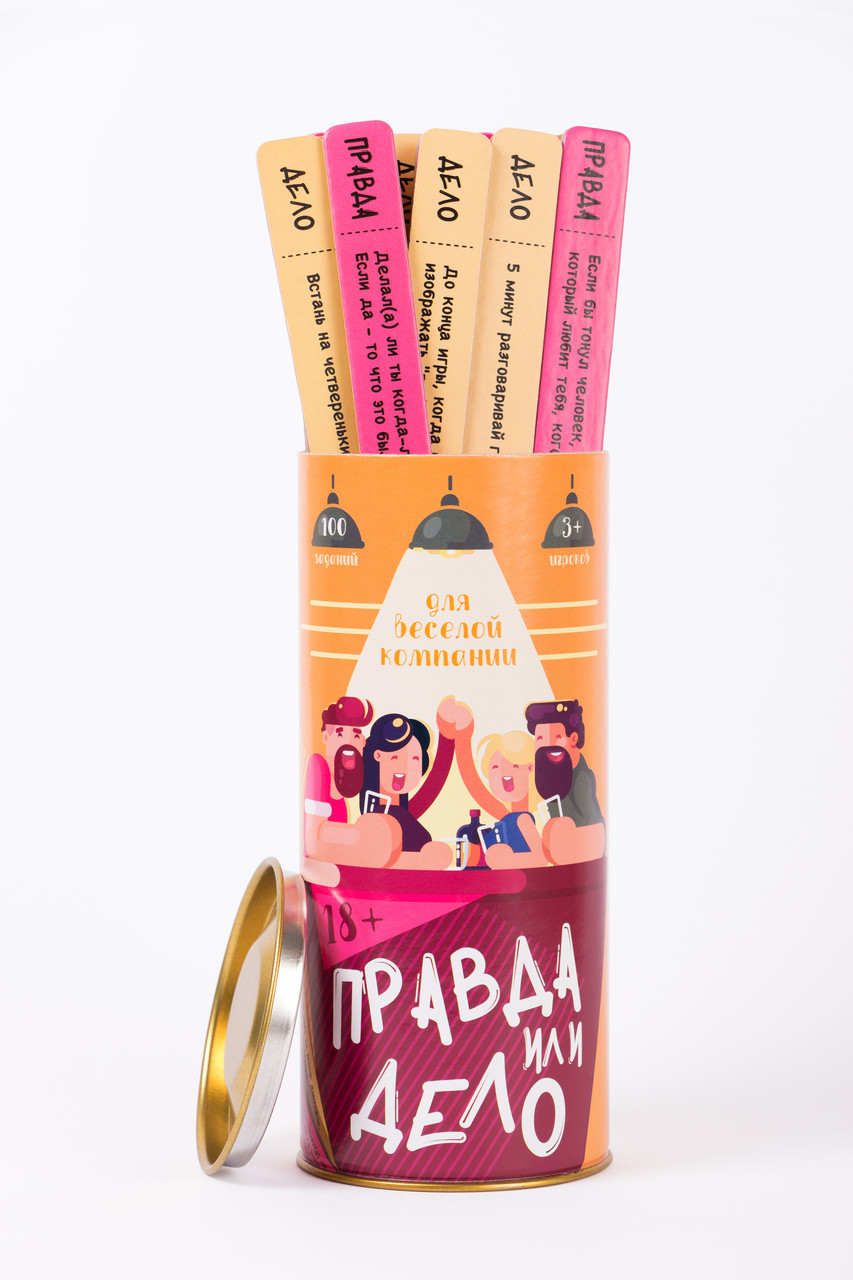 ДЕЛО
Встань на четвереньки
ПРАВДА
Делал(а) ли ты когда-л
Если да - то что это бы
ДЕЛО
ДЕЛО
До конца игры, когда
изображать
ДЕЛО
5 минут разговаривай
ПРАВДА
Если бы тонул человек,
который любит тебя, ког
100
заданий
3+
игроков
для
веселой
компании
18+
ПРАВДА
ИЛИ
ДЕЛО